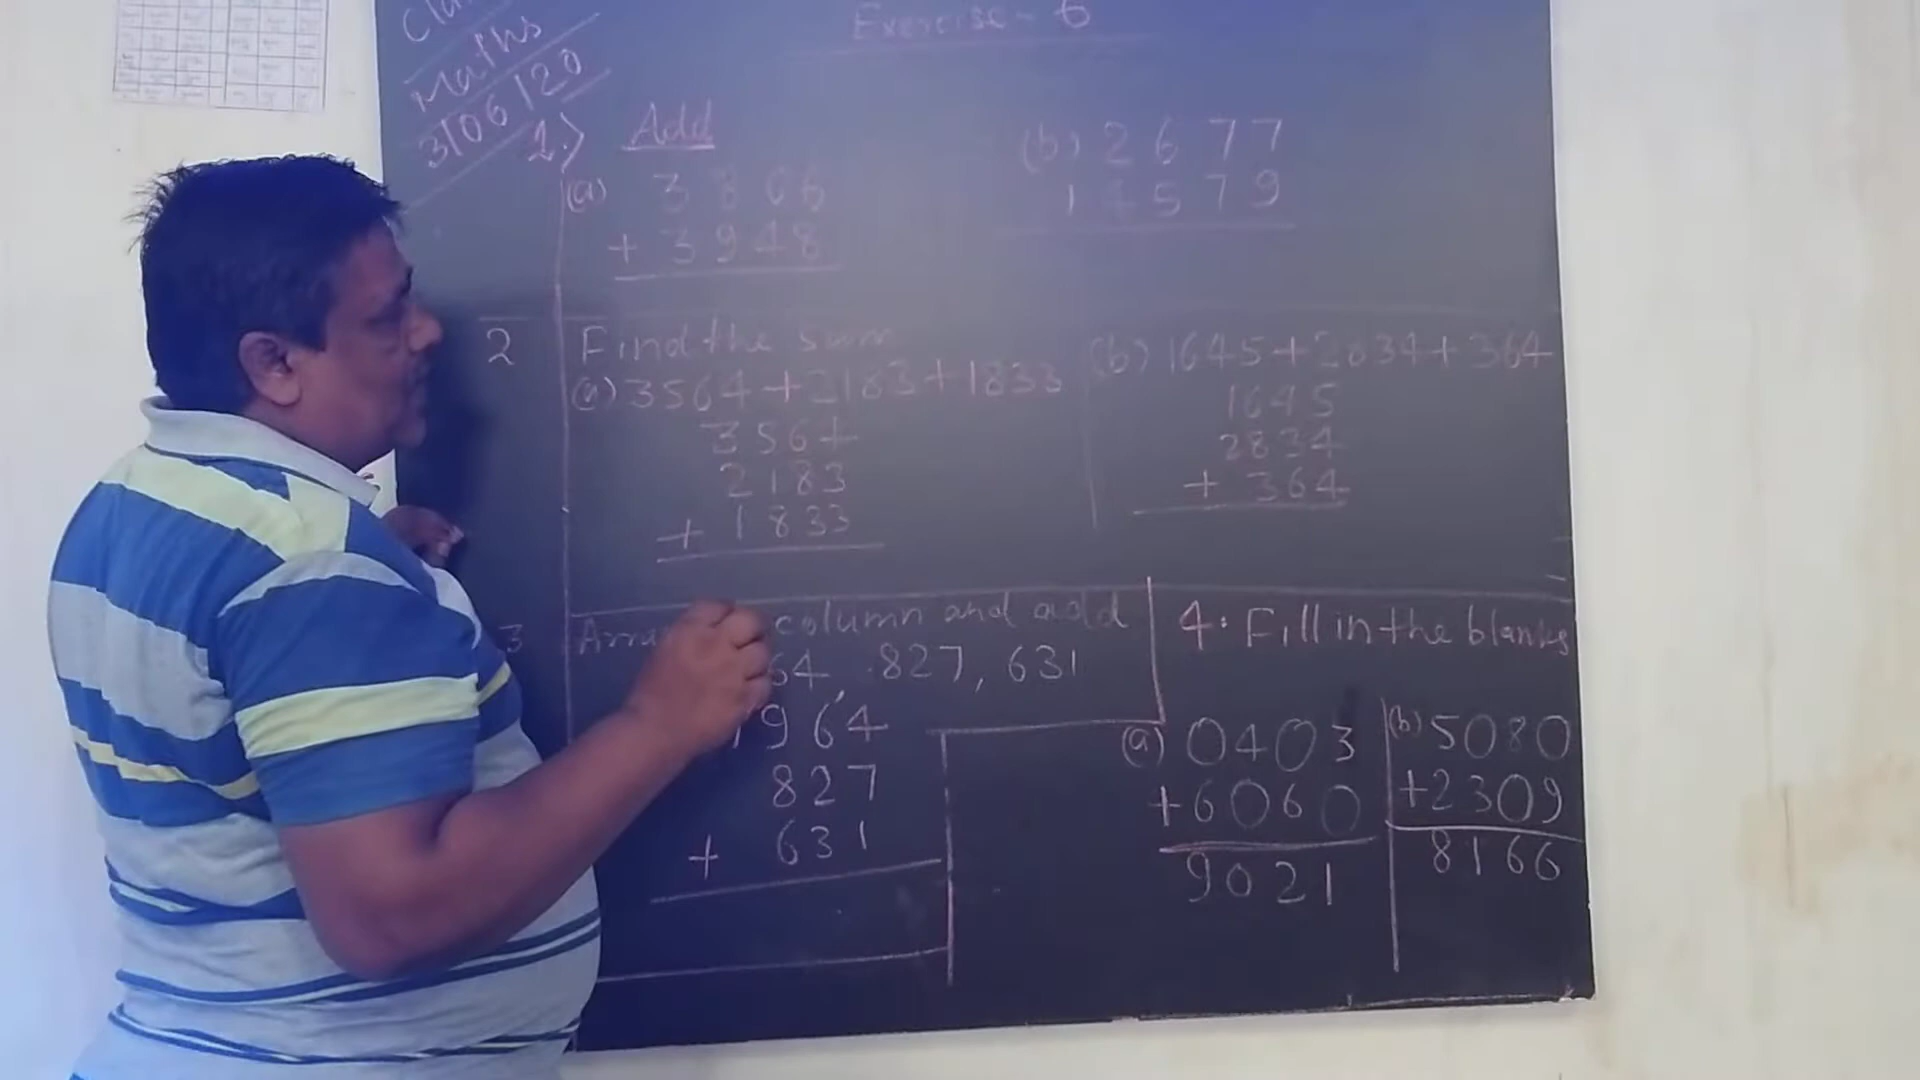 Exercise - 6
Maths
3/06/20
1.) Add
(a) 3866
+ 3948
(b) 2677
14579
2 Find the sum
(a) 3564+2183+1833
3564
2183
+ 1833
(b) 1645+2834+364
1645
2834
+ 364
3 column and add
64 827, 631
964
827
+ 631
4. Fill in the blanks
(a) 0403
+6060
9021
(b) 5080
+2309
8166